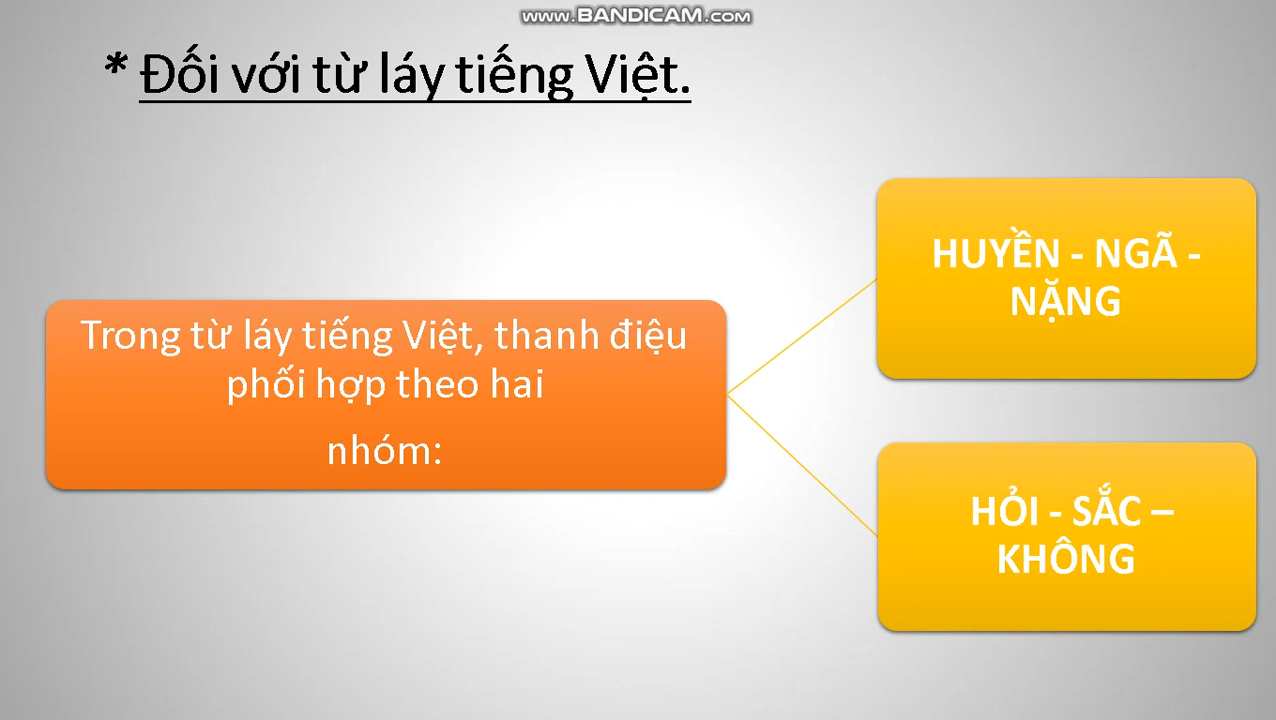 www.BANDICAM.com
* Đối với từ láy tiếng Việt.
Trong từ láy tiếng Việt, thanh điệu
phối hợp theo hai
nhóm:
HUYỀN - NGÃ -
NẶNG
HỎI - SẮC –
KHÔNG